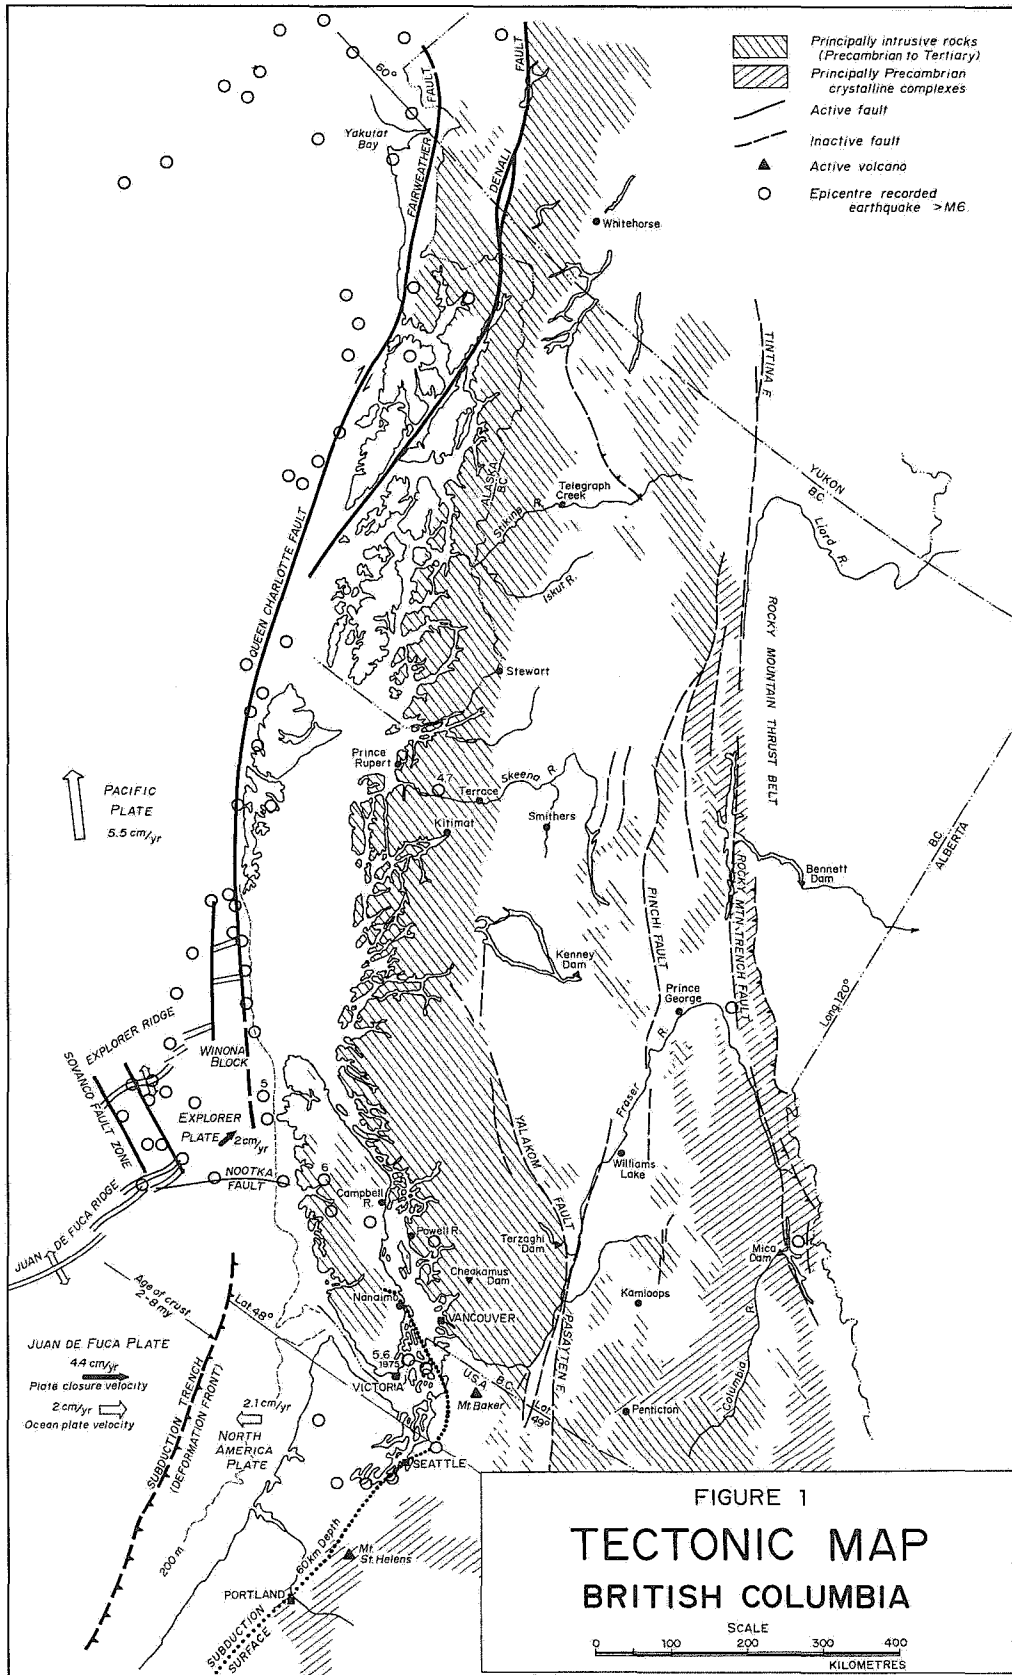 Principally intrusive rocks
(Precambrian to Tertiary)
Principally Precambrian
crystalline complexes
Active fault
Inactive fault
Active volcano
Epicentre recorded
earthquake >M6.
60°
FAULT
FAULT
Yakutat
Bay
FAIRWEATHER
DENALI
Whitehorse
TINTINA F.
YUKON
B.C.
Liard R.
ALASKA
B.C.
Telegraph
Creek
Stikine R.
Iskut R.
QUEEN CHARLOTTE FAULT
ROCKY MOUNTAIN THRUST BELT
Stewart
Prince
Rupert
4.7
Skeena R.
Terrace
Kitimat
Smithers
PACIFIC
PLATE
5.5 cm/yr
B.C.
ALBERTA
Bennett
Dam
PINCHI FAULT
ROCKY MTN. TRENCH FAULT
Kenney
Dam
Prince
George
Long. 120°
EXPLORER RIDGE
WINONA
BLOCK
SOVANCO FAULT ZONE
5
EXPLORER
PLATE
2 cm/yr
Fraser R.
YALAKOM
FAULT
Williams
Lake
NOOTKA
FAULT
6
Campbell
R.
Powell R.
JUAN DE FUCA RIDGE
Terzaghi
Dam
Mica
Dam
Cheakamus
Dam
Age of crust
2-8 my
Lat 48°
Nanaimo
VANCOUVER
Kamloops
PASAYTEN F.
Columbia R.
JUAN DE FUCA PLATE
4.4 cm/yr
Plate closure velocity
2 cm/yr
Ocean plate velocity
5.6
1975
VICTORIA
B.C.
U.S.A.
Mt. Baker
Lat.
49°
Penticton
2.1 cm/yr
NORTH
AMERICA
PLATE
SUBDUCTION TRENCH
(DEFORMATION FRONT)
SEATTLE
200 m
60km Depth
Mt.
St. Helens
PORTLAND
SUBDUCTION
SURFACE
FIGURE 1
TECTONIC MAP
BRITISH COLUMBIA
SCALE
0 100 200 300 400
KILOMETRES